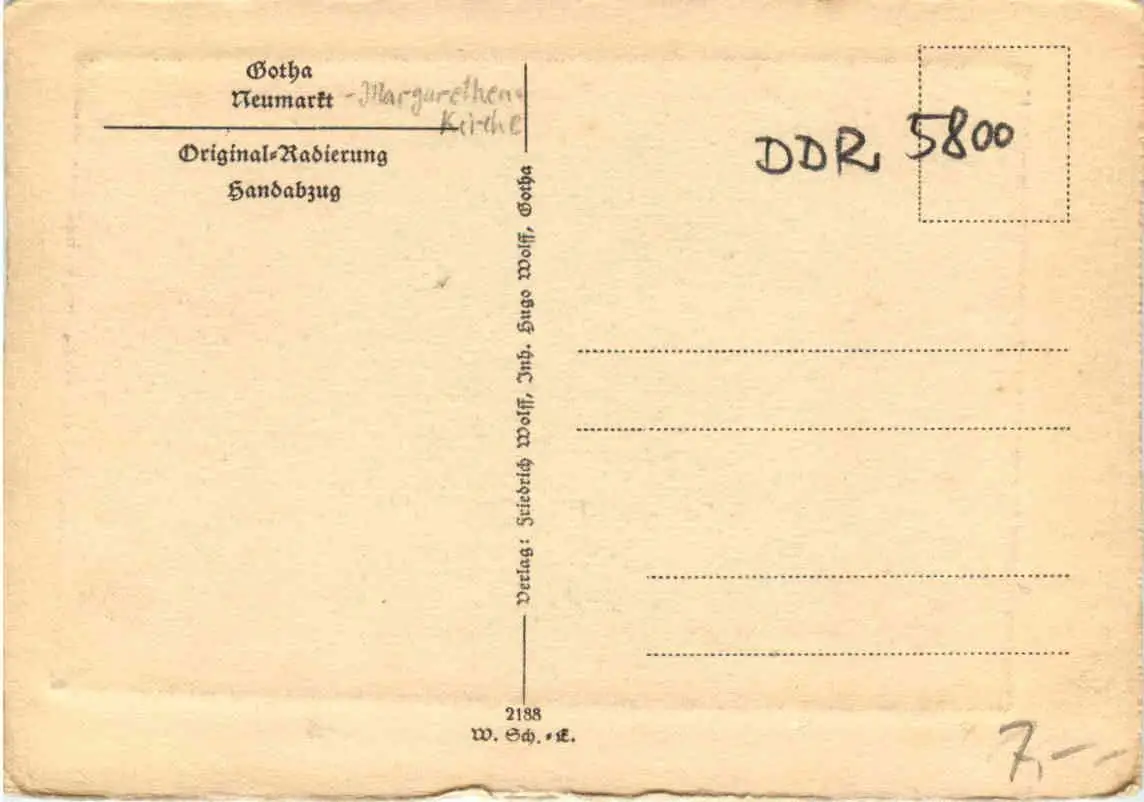 Gotha
Neumarkt - Margarethen-
Kirche
Original-Radierung
Handabzug
Verlag: Friedrich Wolff, Inh. Hugo Wolff, Gotha
2188
W. Sch.
DDR 5800
7,--